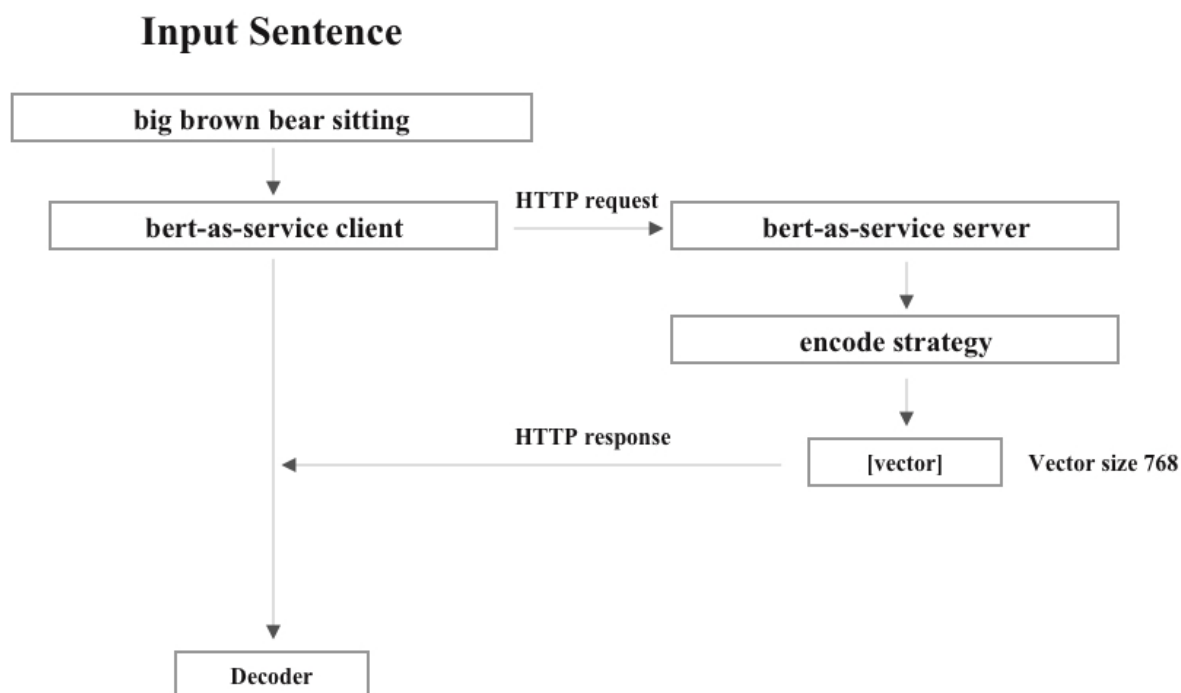 Input Sentence
big brown bear sitting
bert-as-service client
HTTP request
bert-as-service server
encode strategy
HTTP response
[vector]
Vector size 768
Decoder